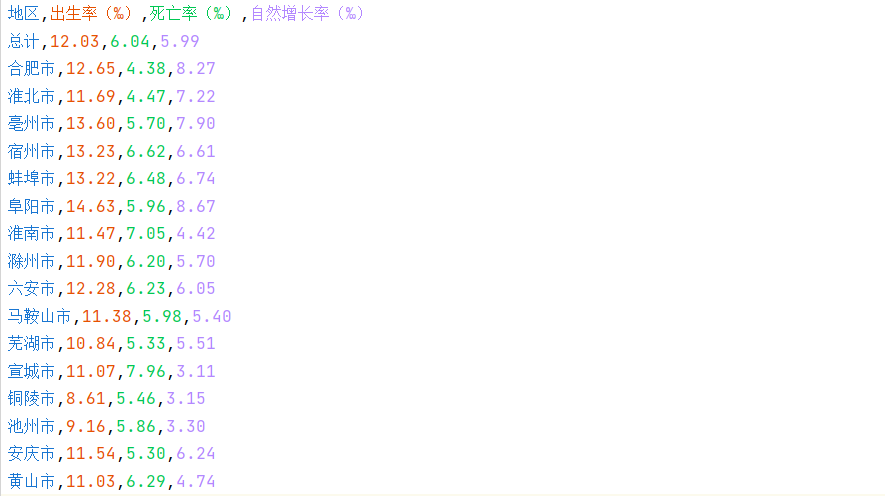 地区,出生率（‰）,死亡率（‰）,自然增长率（‰）
总计,12.03,6.04,5.99
合肥市,12.65,4.38,8.27
淮北市,11.69,4.47,7.22
亳州市,13.60,5.70,7.90
宿州市,13.23,6.62,6.61
蚌埠市,13.22,6.48,6.74
阜阳市,14.63,5.96,8.67
淮南市,11.47,7.05,4.42
滁州市,11.90,6.20,5.70
六安市,12.28,6.23,6.05
马鞍山市,11.38,5.98,5.40
芜湖市,10.84,5.33,5.51
宣城市,11.07,7.96,3.11
铜陵市,8.61,5.46,3.15
池州市,9.16,5.86,3.30
安庆市,11.54,5.30,6.24
黄山市,11.03,6.29,4.74